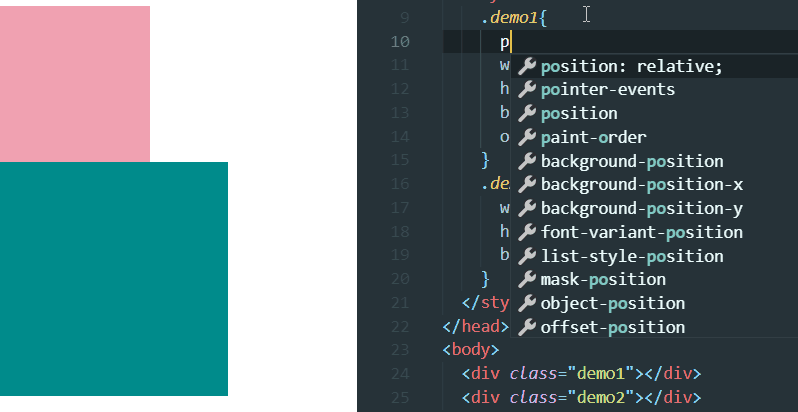 9 .demo1{
10 p
11 w position: relative;
12 h pointer-events
13 b position
14 o paint-order
15 } background-position
16 .de background-position-x
17 w background-position-y
18 h font-variant-position
19 b list-style-position
20 } mask-position
21 </sty object-position
22 </head> offset-position
23 <body>
24 <div class="demo1"></div>
25 <div class="demo2"></div>